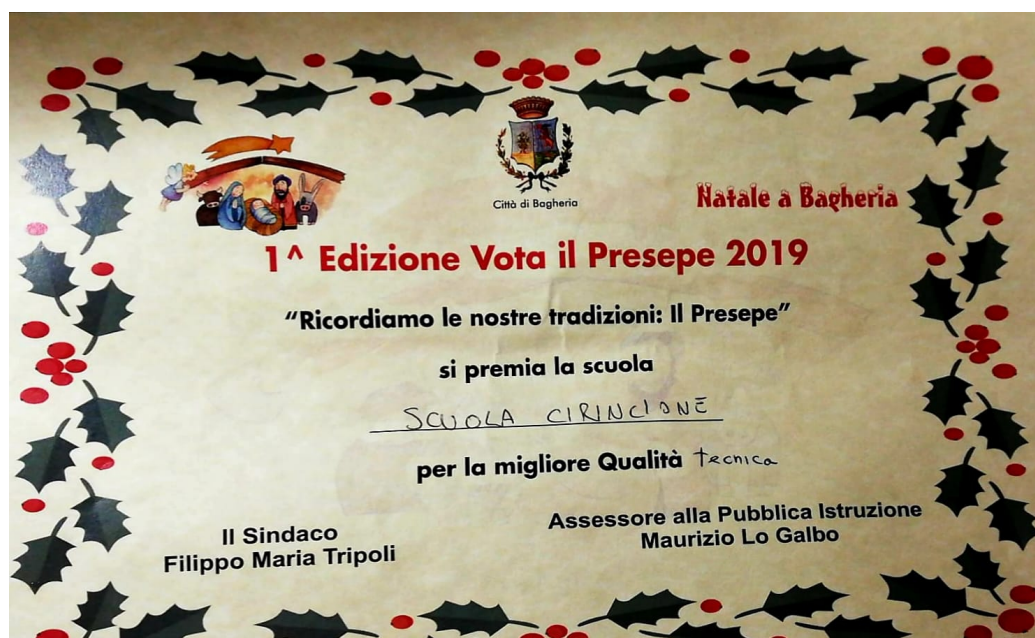 Città di Bagheria
Natale a Bagheria
1^ Edizione Vota il Presepe 2019
“Ricordiamo le nostre tradizioni: Il Presepe”
si premia la scuola
SCUOLA CIRINCIONE
per la migliore Qualità tecnica
Il Sindaco
Filippo Maria Tripoli
Assessore alla Pubblica Istruzione
Maurizio Lo Galbo